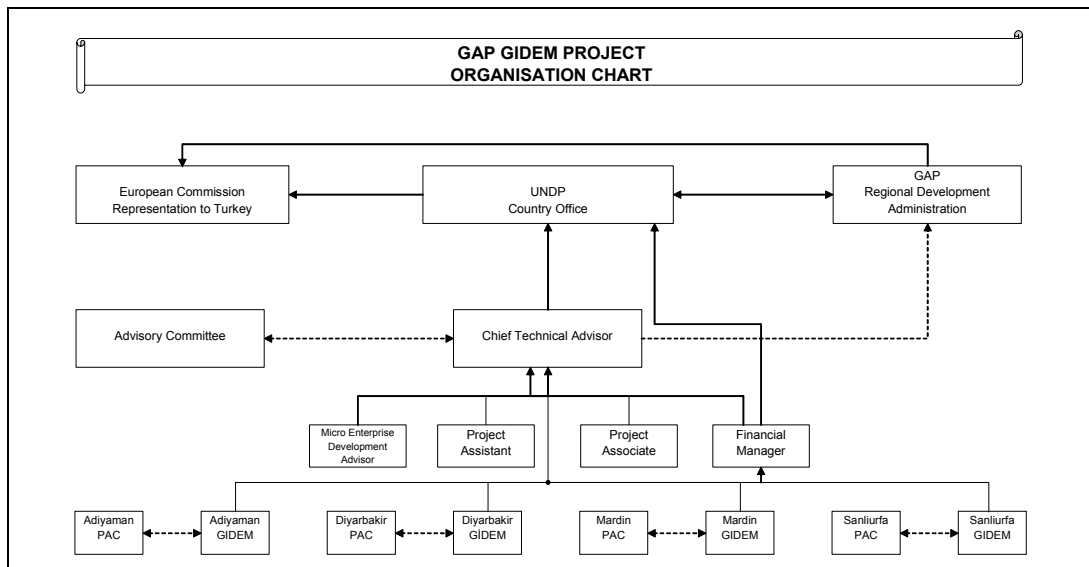 GAP GIDEM PROJECT
ORGANISATION CHART
European Commission
Representation to Turkey
UNDP
Country Office
GAP
Regional Development
Administration
Advisory Committee
Chief Technical Advisor
Micro Enterprise
Development
Advisor
Project
Assistant
Project
Associate
Financial
Manager
Adiyaman
PAC
Adiyaman
GIDEM
Diyarbakir
PAC
Diyarbakir
GİDEM
Mardin
PAC
Mardin
GIDEM
Sanliurfa
PAC
Sanliurfa
GIDEM